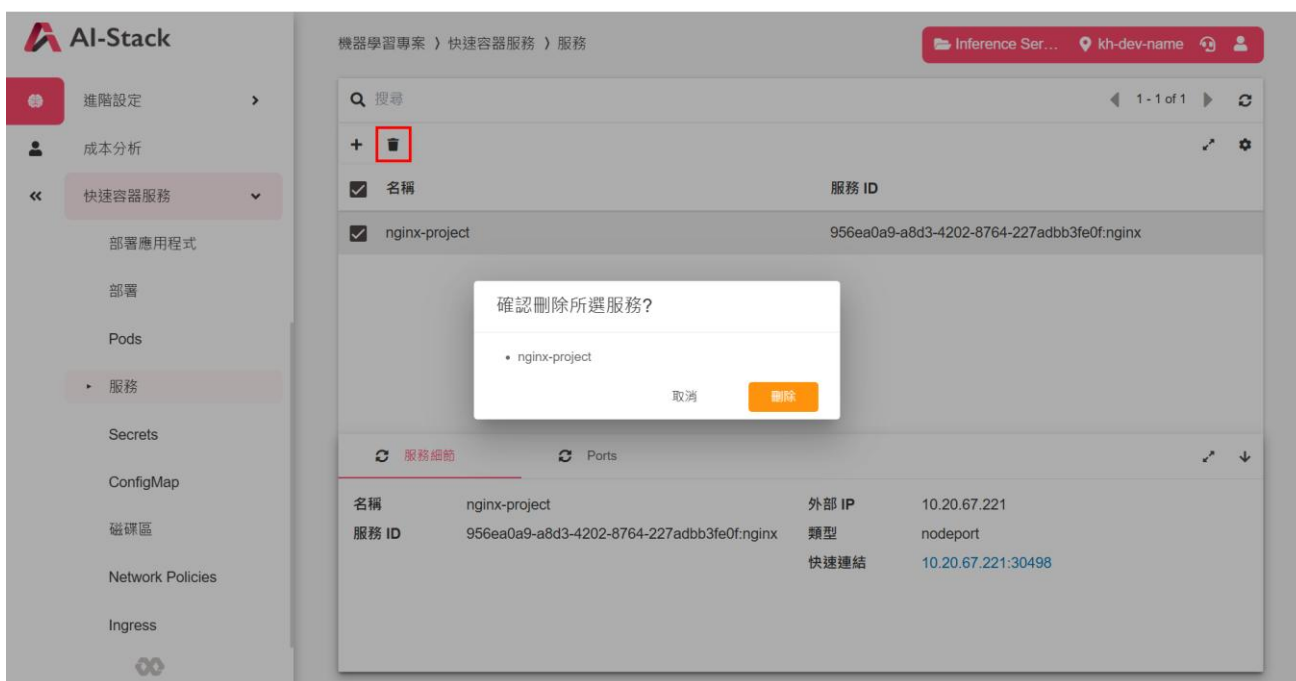 AI-Stack
機器學習專案 ❭ 快速容器服務 ❭ 服務
Inference Ser...
kh-dev-name
進階設定
成本分析
快速容器服務
部署應用程式
部署
Pods
服務
Secrets
ConfigMap
磁碟區
Network Policies
Ingress
搜尋
1 - 1 of 1
名稱 服務 ID
nginx-project 956ea0a9-a8d3-4202-8764-227adbb3fe0f:nginx
確認刪除所選服務?
• nginx-project
取消 刪除
服務細節 Ports
名稱 nginx-project 外部 IP 10.20.67.221
服務 ID 956ea0a9-a8d3-4202-8764-227adbb3fe0f:nginx 類型 nodeport
快速連結 10.20.67.221:30498